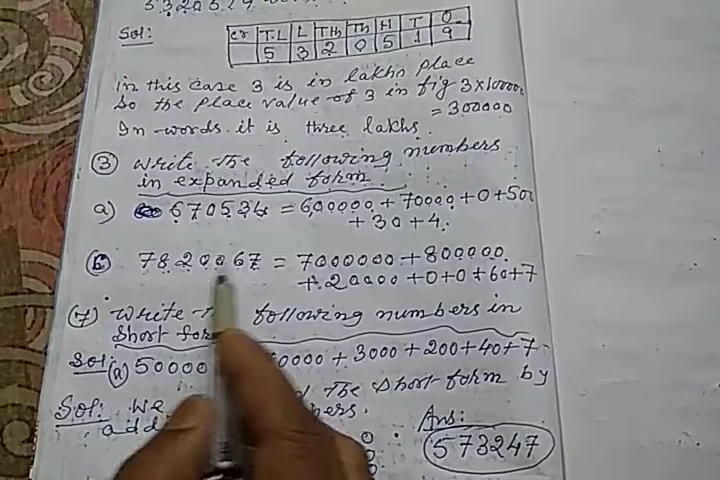 Sol:
Cr T.L L T.Th Th H T O
5 3 2 0 5 1 9
In this case 3 is in lakhs place
So the place value of 3 in fig 3×100000
= 300000
In words it is three lakhs.
③ Write the following numbers
in expanded form.
a) 670534 = 600000 + 70000 + 0 + 500
+ 30 + 4.
b) 7820067 = 7000000 + 800000
+ 20000 + 0 + 0 + 60 + 7
(7) Write following numbers in
Short
Sol: (a) 50000 0000 + 3000 + 200 + 40 + 7
Sol: We the short form by
Ans:
573247